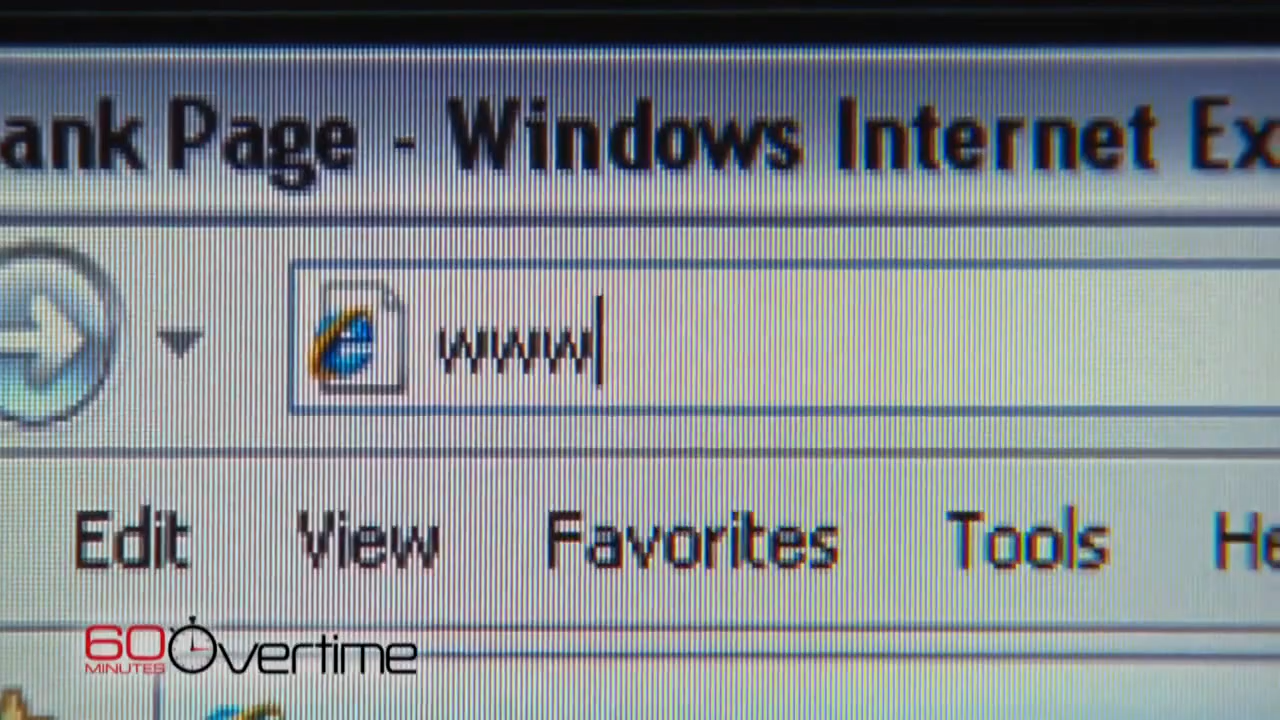 ank Page - Windows Internet Ex
www
Edit View Favorites Tools He
60 MINUTES Overtime